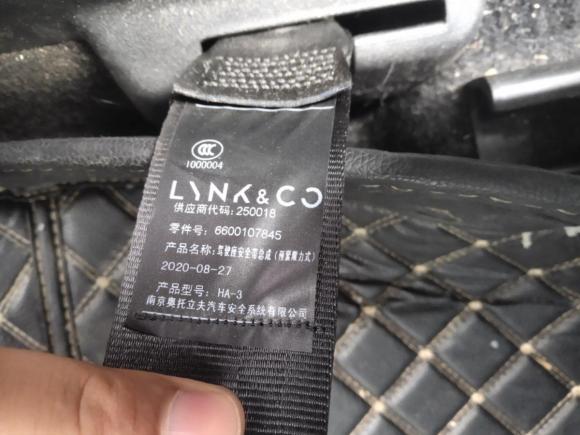 CCC
1000004
LYNK & CO
供应商代码: 250018
零件号: 6600107845
产品名称: 驾驶座安全带总成 (预紧限力式)
2020-08-27
产品型号: HA-3
南京奥托立夫汽车安全系统有限公司